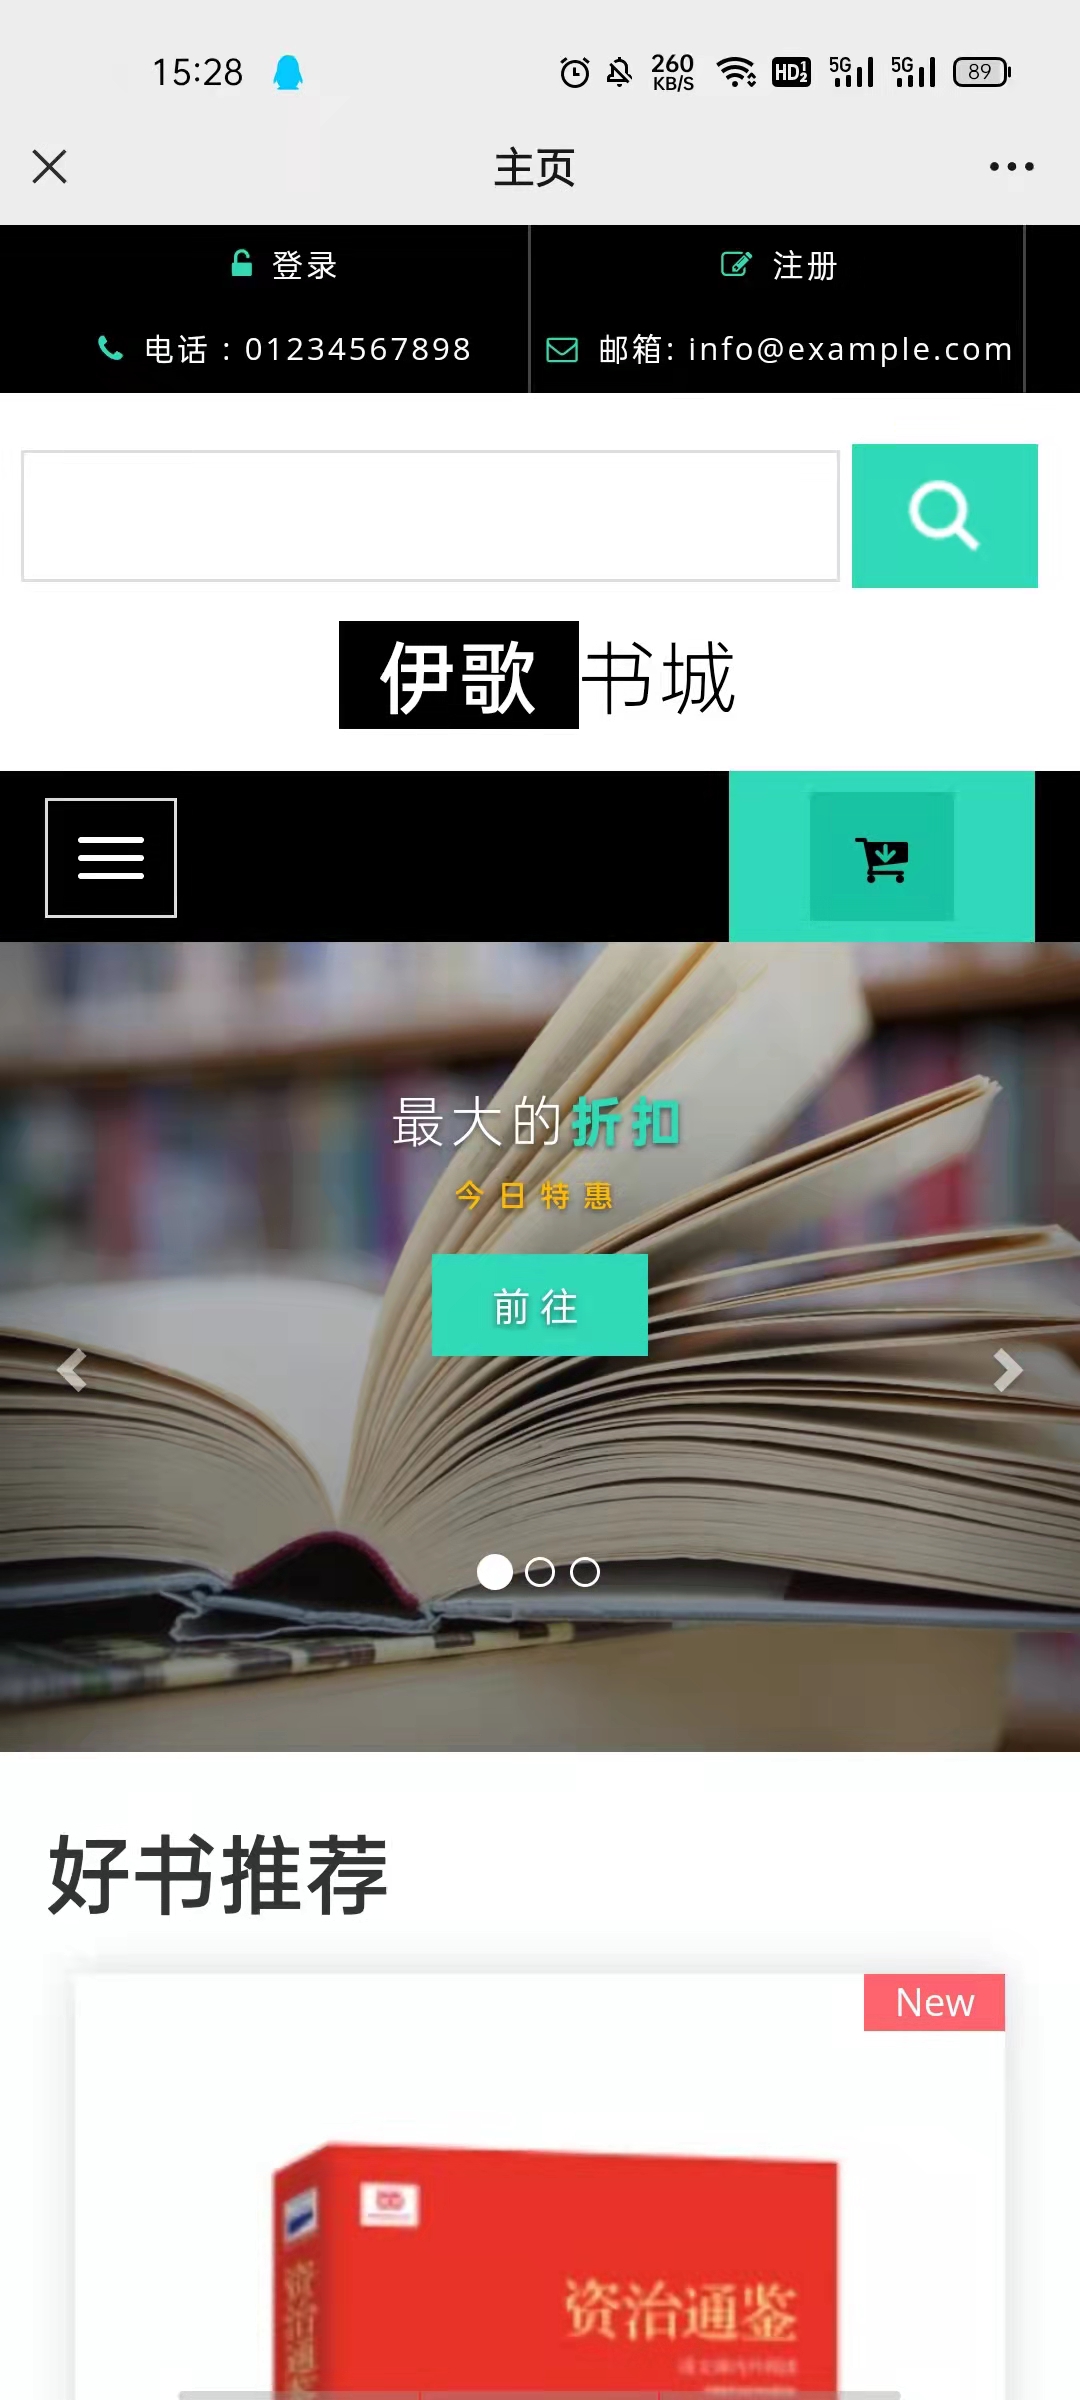 15:28 260 KB/S HD 1 2 5G 5G 89
主页
登录 注册
电话：01234567898 邮箱: info@example.com
伊歌书城
最大的折扣
今日特惠
前往
好书推荐
New
资治通鉴
资治通鉴